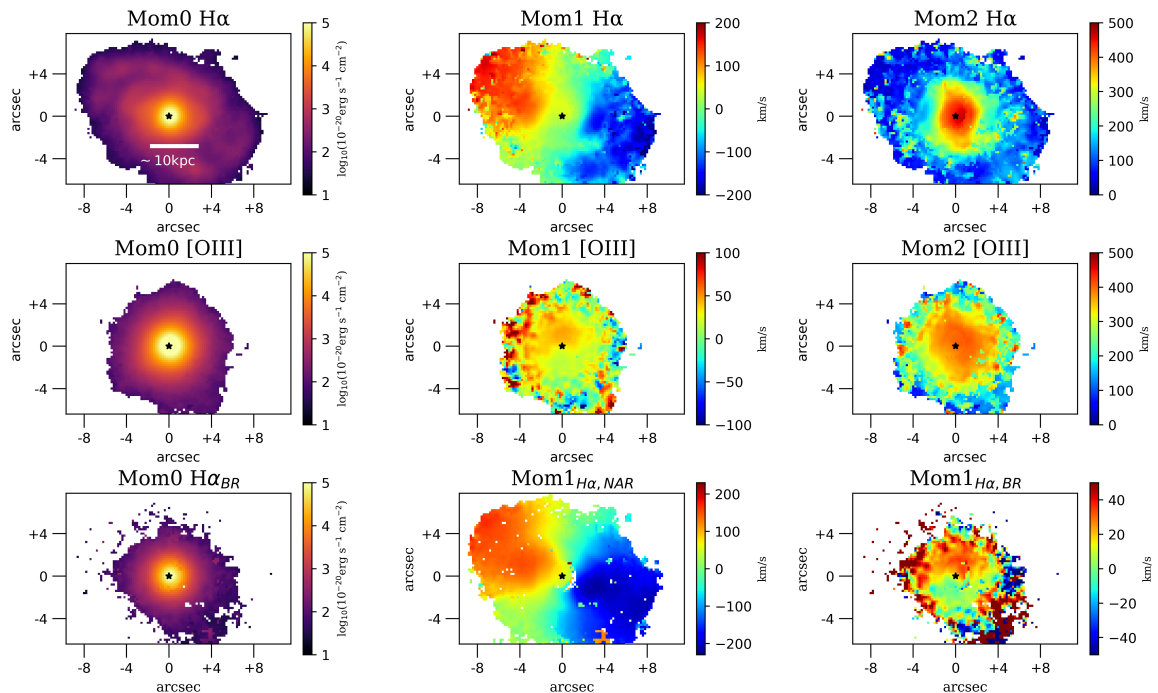 Mom0 Hα Mom1 Hα Mom2 Hα
arcsec +4 0 -4 ~ 10kpc 5 4 3 2 1 log₁₀(10⁻²⁰erg s⁻¹ cm⁻²) arcsec +4 0 −4 200 100 0 −100 −200 km/s arcsec +4 0 −4 500 400 300 200 100 0 km/s
-8 -4 0 +4 +8 -8 -4 0 +4 +8 -8 -4 0 +4 +8
arcsec arcsec arcsec
Mom0 [OIII] Mom1 [OIII] Mom2 [OIII]
arcsec +4 0 -4 5 4 3 2 1 log₁₀(10⁻²⁰erg s⁻¹ cm⁻²) arcsec +4 0 −4 100 50 0 −50 −100 km/s arcsec +4 0 −4 500 400 300 200 100 0 km/s
-8 -4 0 +4 +8 -8 -4 0 +4 +8 -8 -4 0 +4 +8
arcsec arcsec arcsec
Mom0 Hα_BR Mom1_Hα, NAR Mom1_Hα, BR
arcsec +4 0 -4 5 4 3 2 1 log₁₀(10⁻²⁰erg s⁻¹ cm⁻²) arcsec +4 0 −4 200 100 0 −100 −200 km/s arcsec +4 0 −4 40 20 0 −20 −40 km/s
-8 -4 0 +4 +8 -8 -4 0 +4 +8 -8 -4 0 +4 +8
arcsec arcsec arcsec